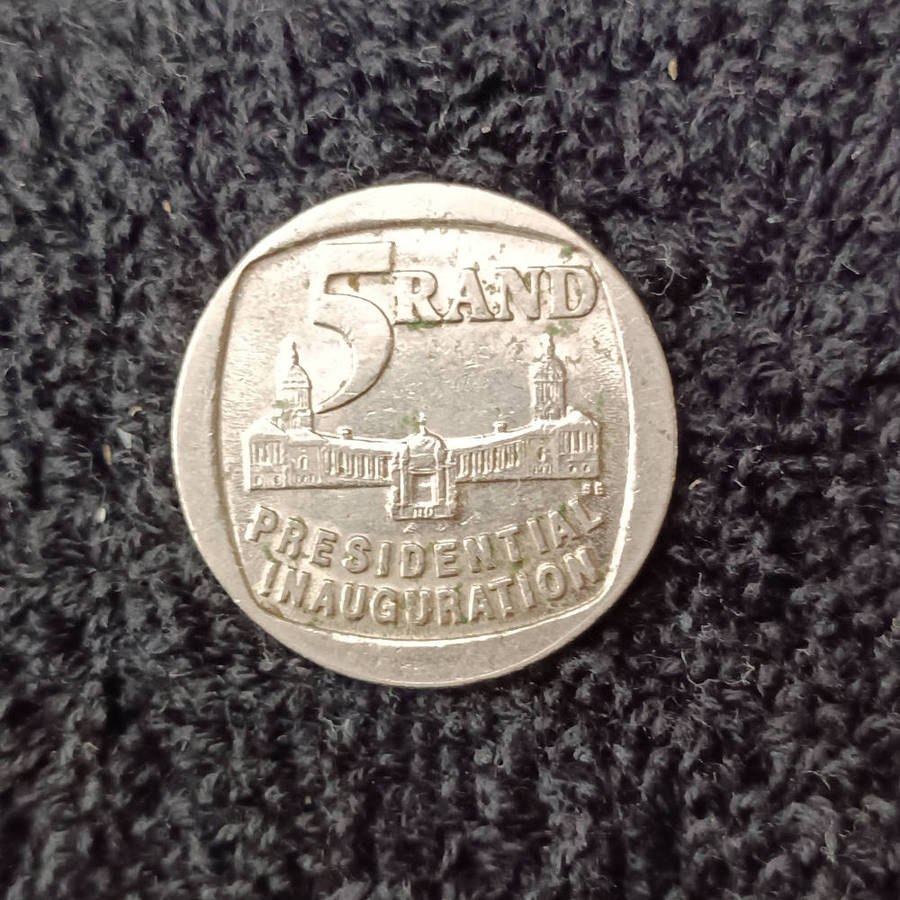 5 RAND
PRESIDENTIAL
INAUGURATION